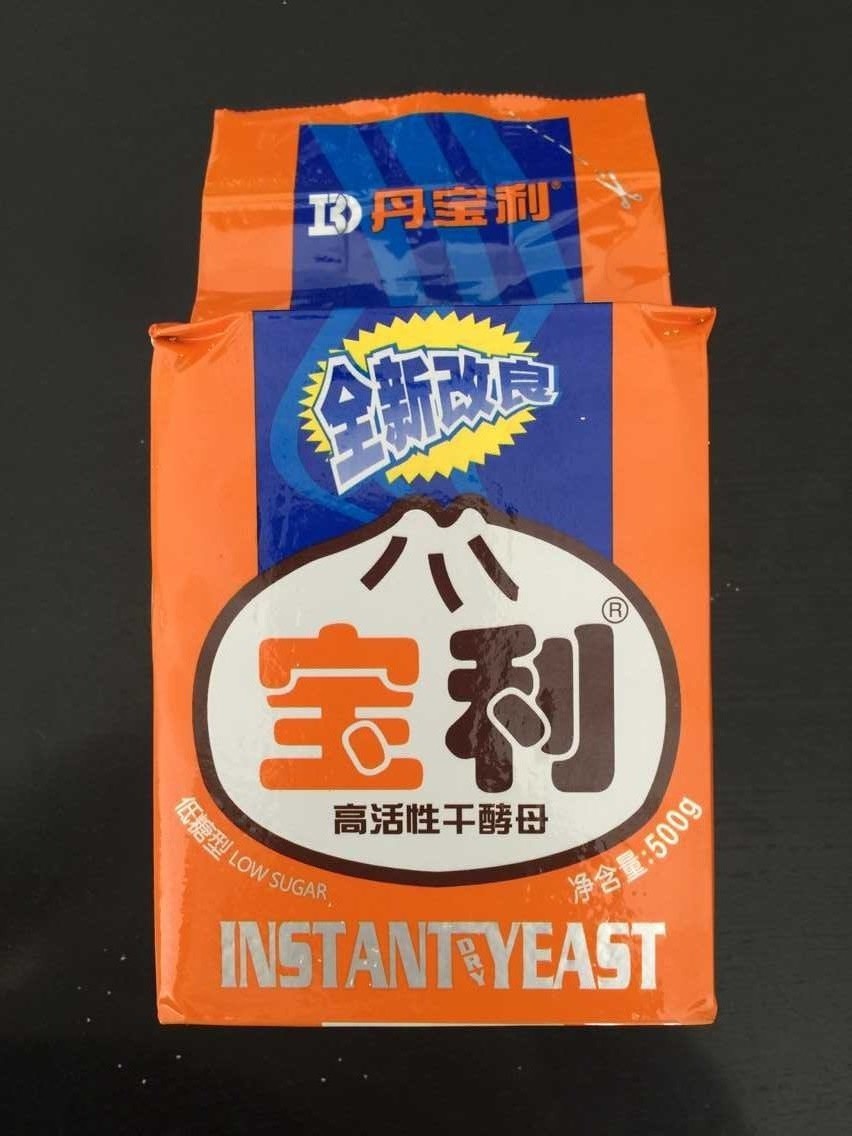 丹宝利®
全新改良
宝利®
高活性干酵母
低糖型 LOW SUGAR
净含量:500g
INSTANT DRY YEAST